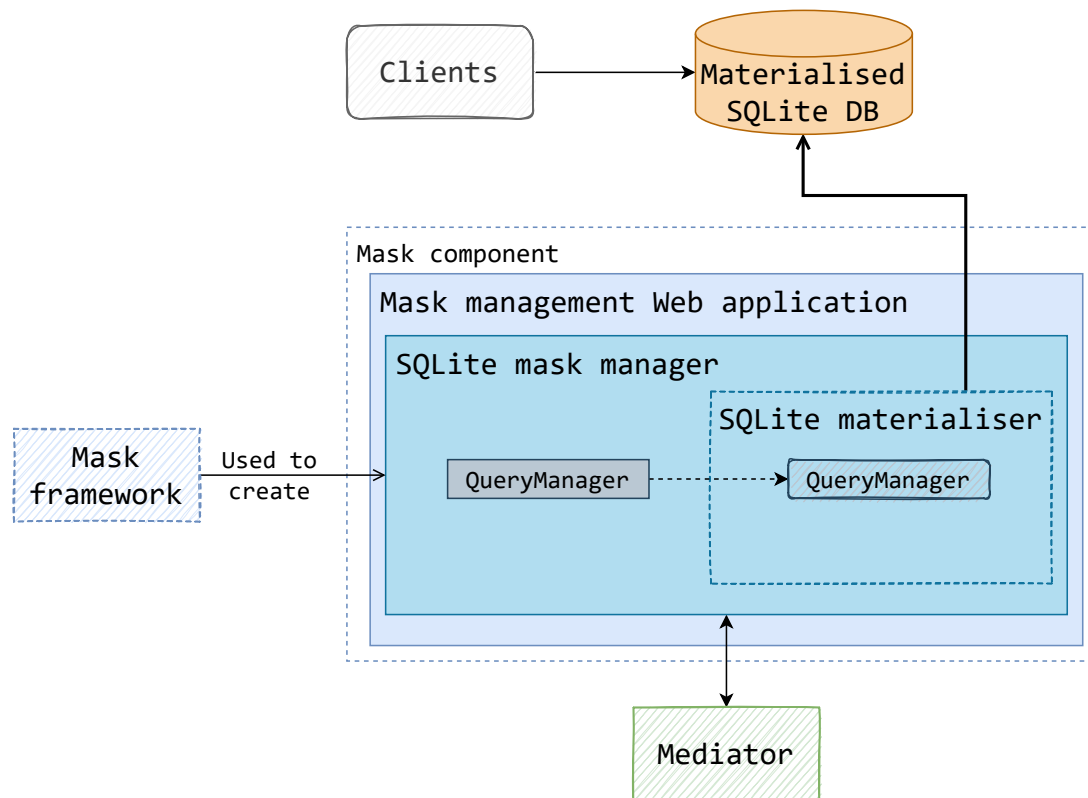 Clients
Materialised
SQLite DB
Mask component
Mask management Web application
SQLite mask manager
SQLite materialiser
Mask
framework
Used to
create
QueryManager
QueryManager
Mediator